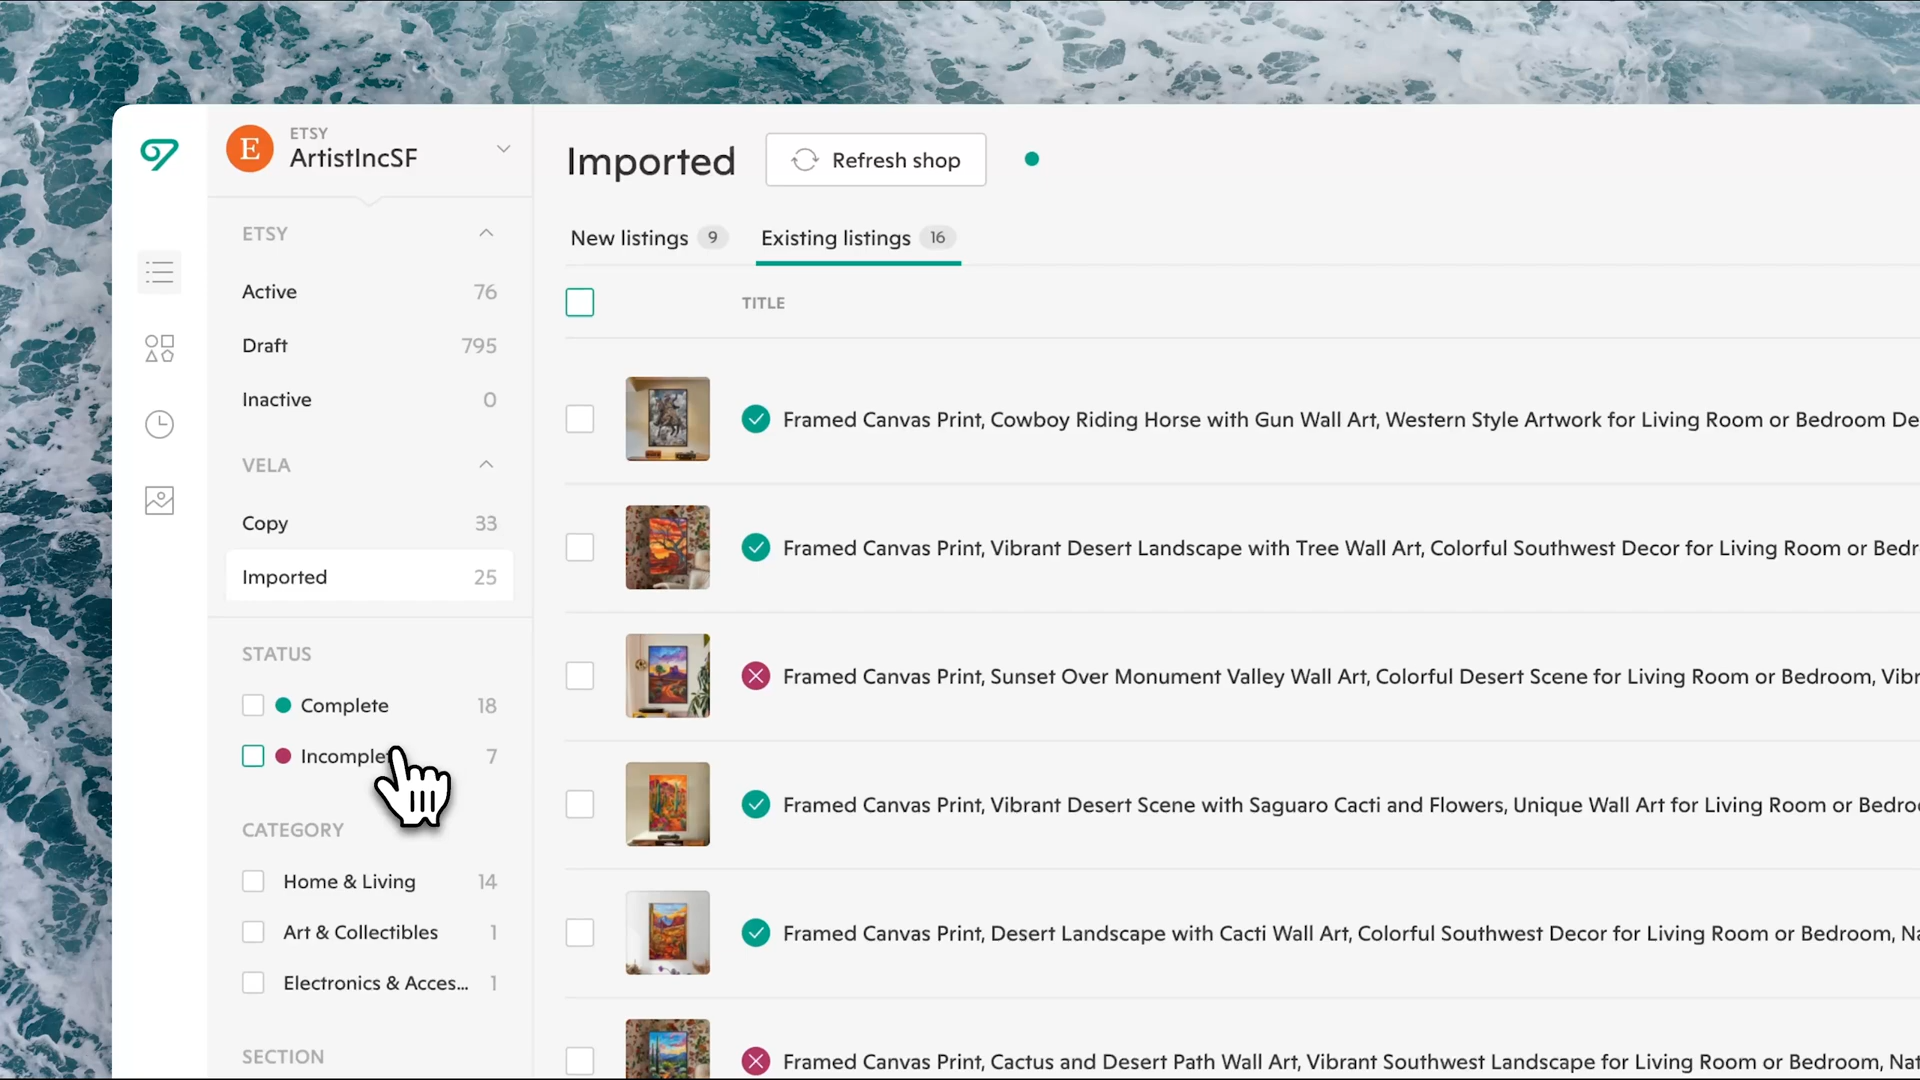 ETSY
ArtistIncSF
E
Imported
Refresh shop
New listings 9
Existing listings 16
TITLE
ETSY
Active 76
Draft 795
Inactive 0
VELA
Copy 33
Imported 25
STATUS
Complete 18
Incomple 7
CATEGORY
Home & Living 14
Art & Collectibles 1
Electronics & Acces... 1
SECTION
Framed Canvas Print, Cowboy Riding Horse with Gun Wall Art, Western Style Artwork for Living Room or Bedroom De
Framed Canvas Print, Vibrant Desert Landscape with Tree Wall Art, Colorful Southwest Decor for Living Room or Bedr
Framed Canvas Print, Sunset Over Monument Valley Wall Art, Colorful Desert Scene for Living Room or Bedroom, Vibr
Framed Canvas Print, Vibrant Desert Scene with Saguaro Cacti and Flowers, Unique Wall Art for Living Room or Bedro
Framed Canvas Print, Desert Landscape with Cacti Wall Art, Colorful Southwest Decor for Living Room or Bedroom, Na
Framed Canvas Print, Cactus and Desert Path Wall Art, Vibrant Southwest Landscape for Living Room or Bedroom, Nat